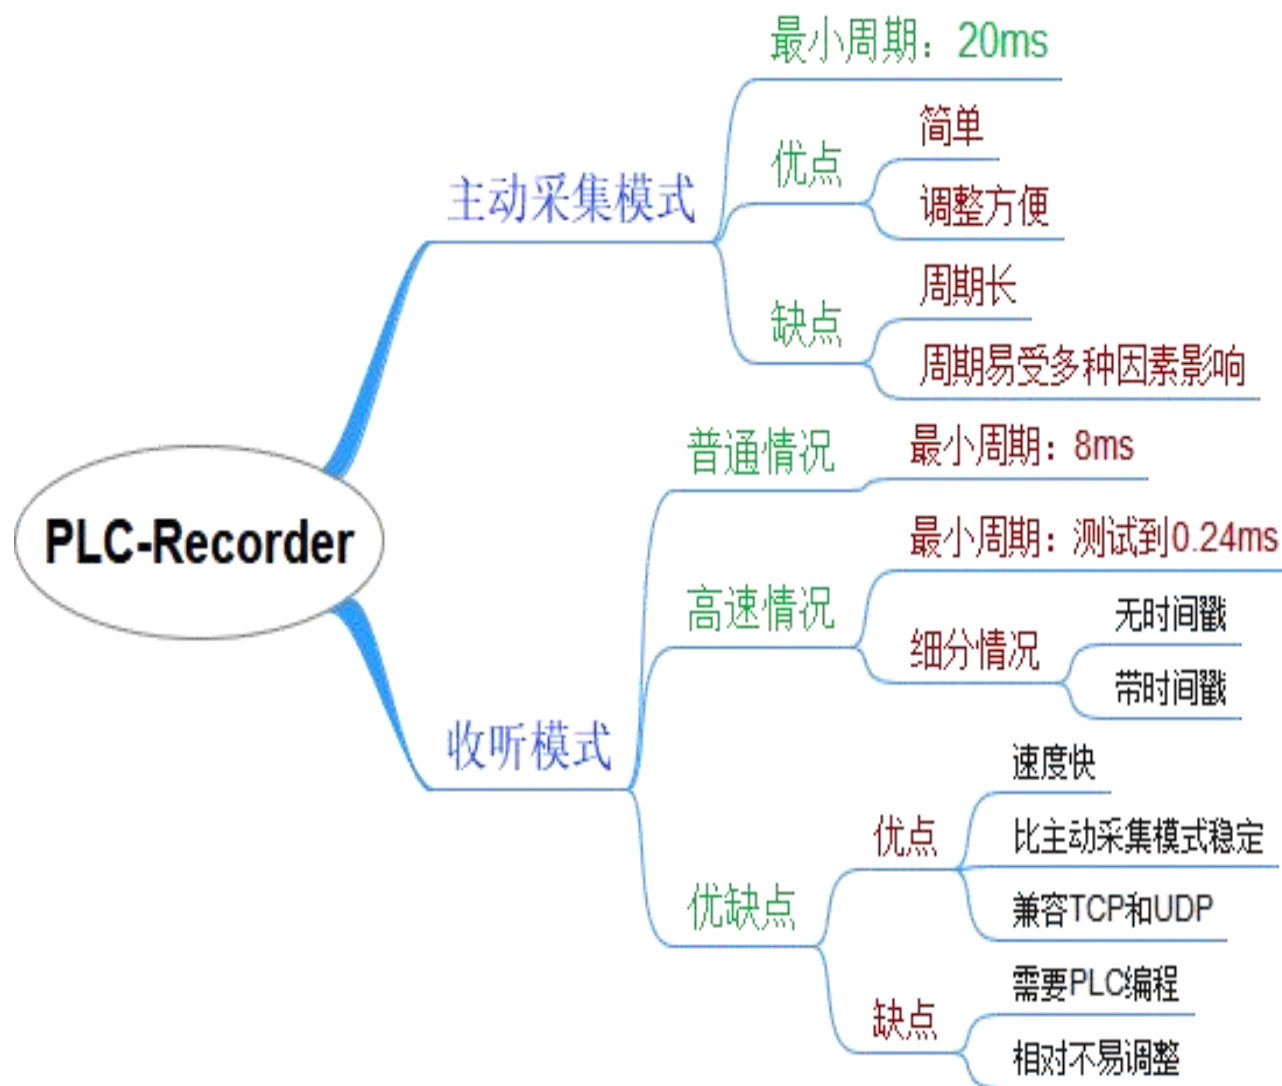 PLC-Recorder
主动采集模式
最小周期：20ms
优点
简单
调整方便
缺点
周期长
周期易受多种因素影响
收听模式
普通情况
最小周期：8ms
高速情况
最小周期：测试到0.24ms
细分情况
无时间戳
带时间戳
优缺点
优点
速度快
比主动采集模式稳定
兼容TCP和UDP
缺点
需要PLC编程
相对不易调整